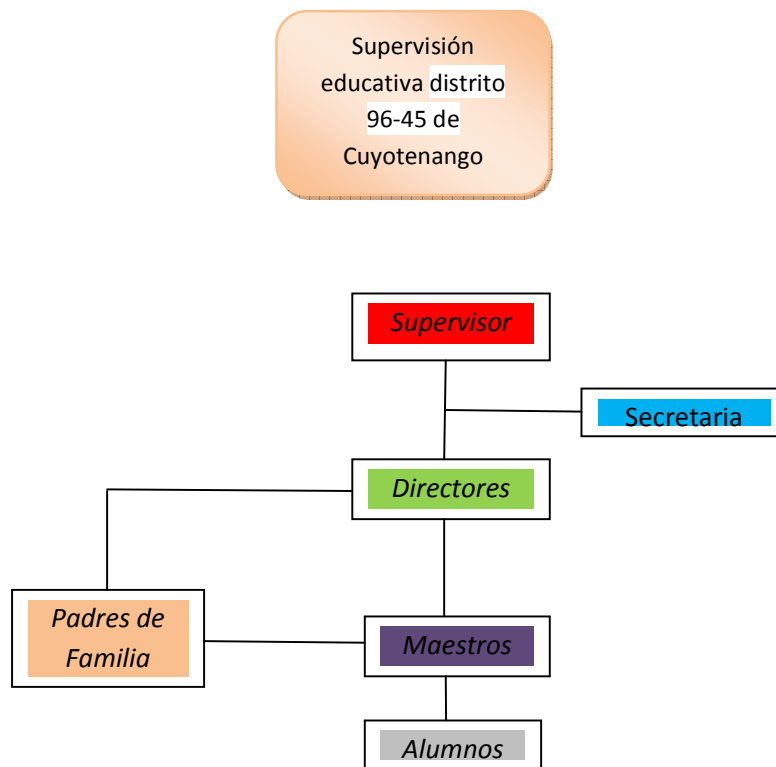 Supervisión
educativa distrito
96-45 de
Cuyotenango
Supervisor
Secretaria
Directores
Padres de
Familia
Maestros
Alumnos